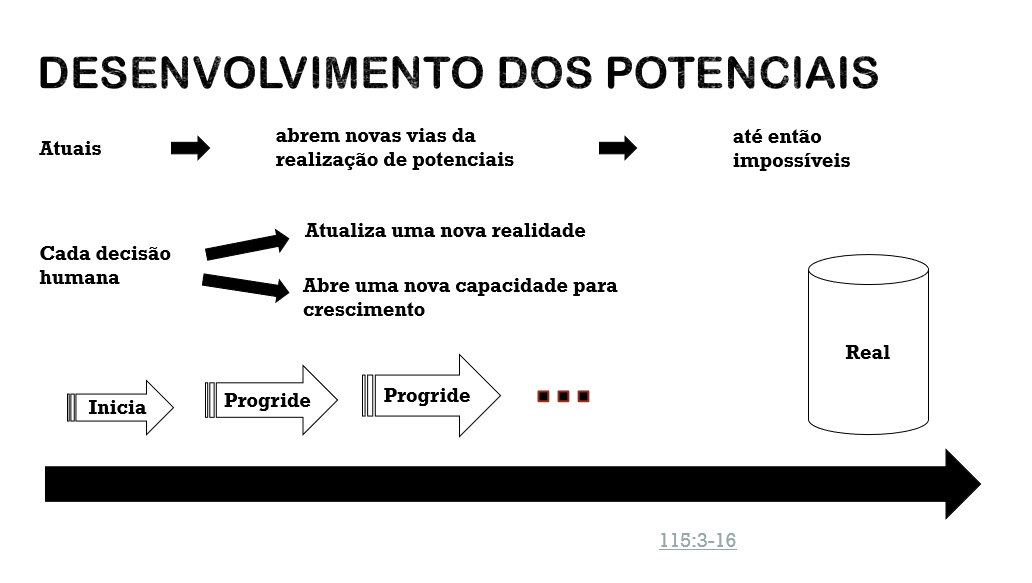 DESENVOLVIMENTO DOS POTENCIAIS
Atuais
abrem novas vias da
realização de potenciais
até então
impossíveis
Cada decisão
humana
Atualiza uma nova realidade
Abre uma nova capacidade para
crescimento
Real
Inicia
Progride
Progride
115:3-16